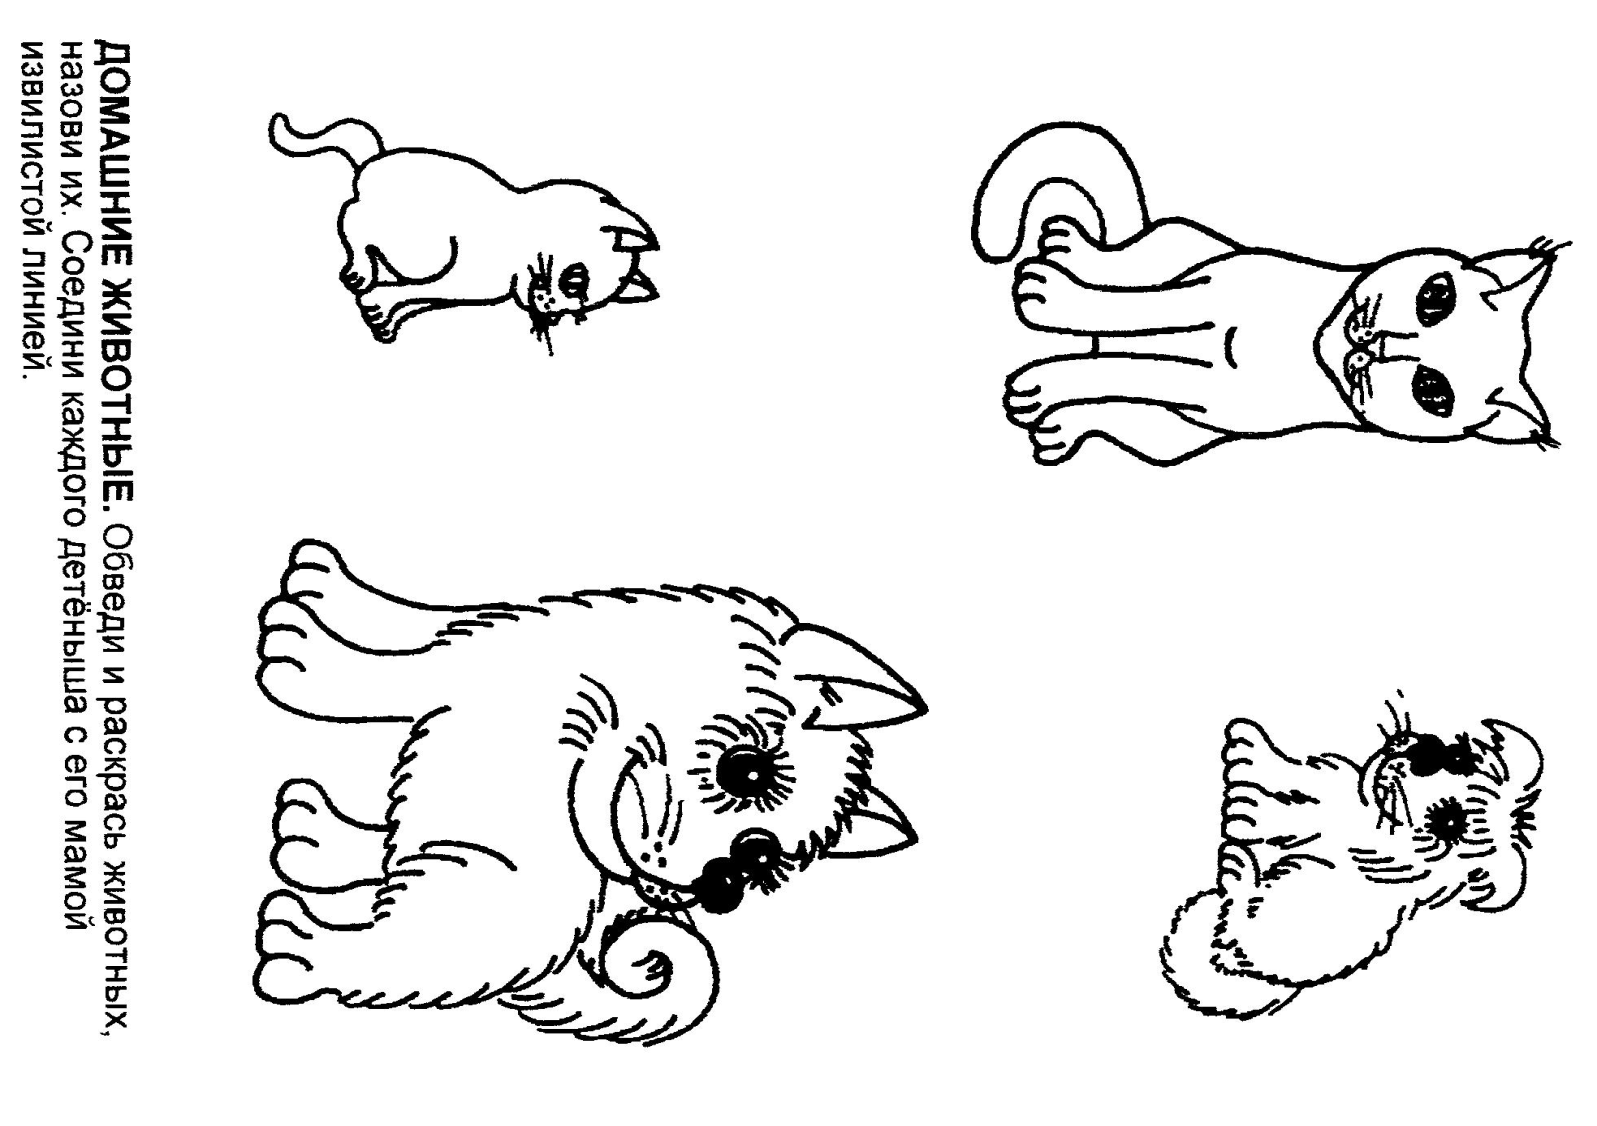 ДОМАШНИЕ ЖИВОТНЫЕ. Обведи и раскрась животных,
назови их. Соедини каждого детёныша с его мамой
извилистой линией.